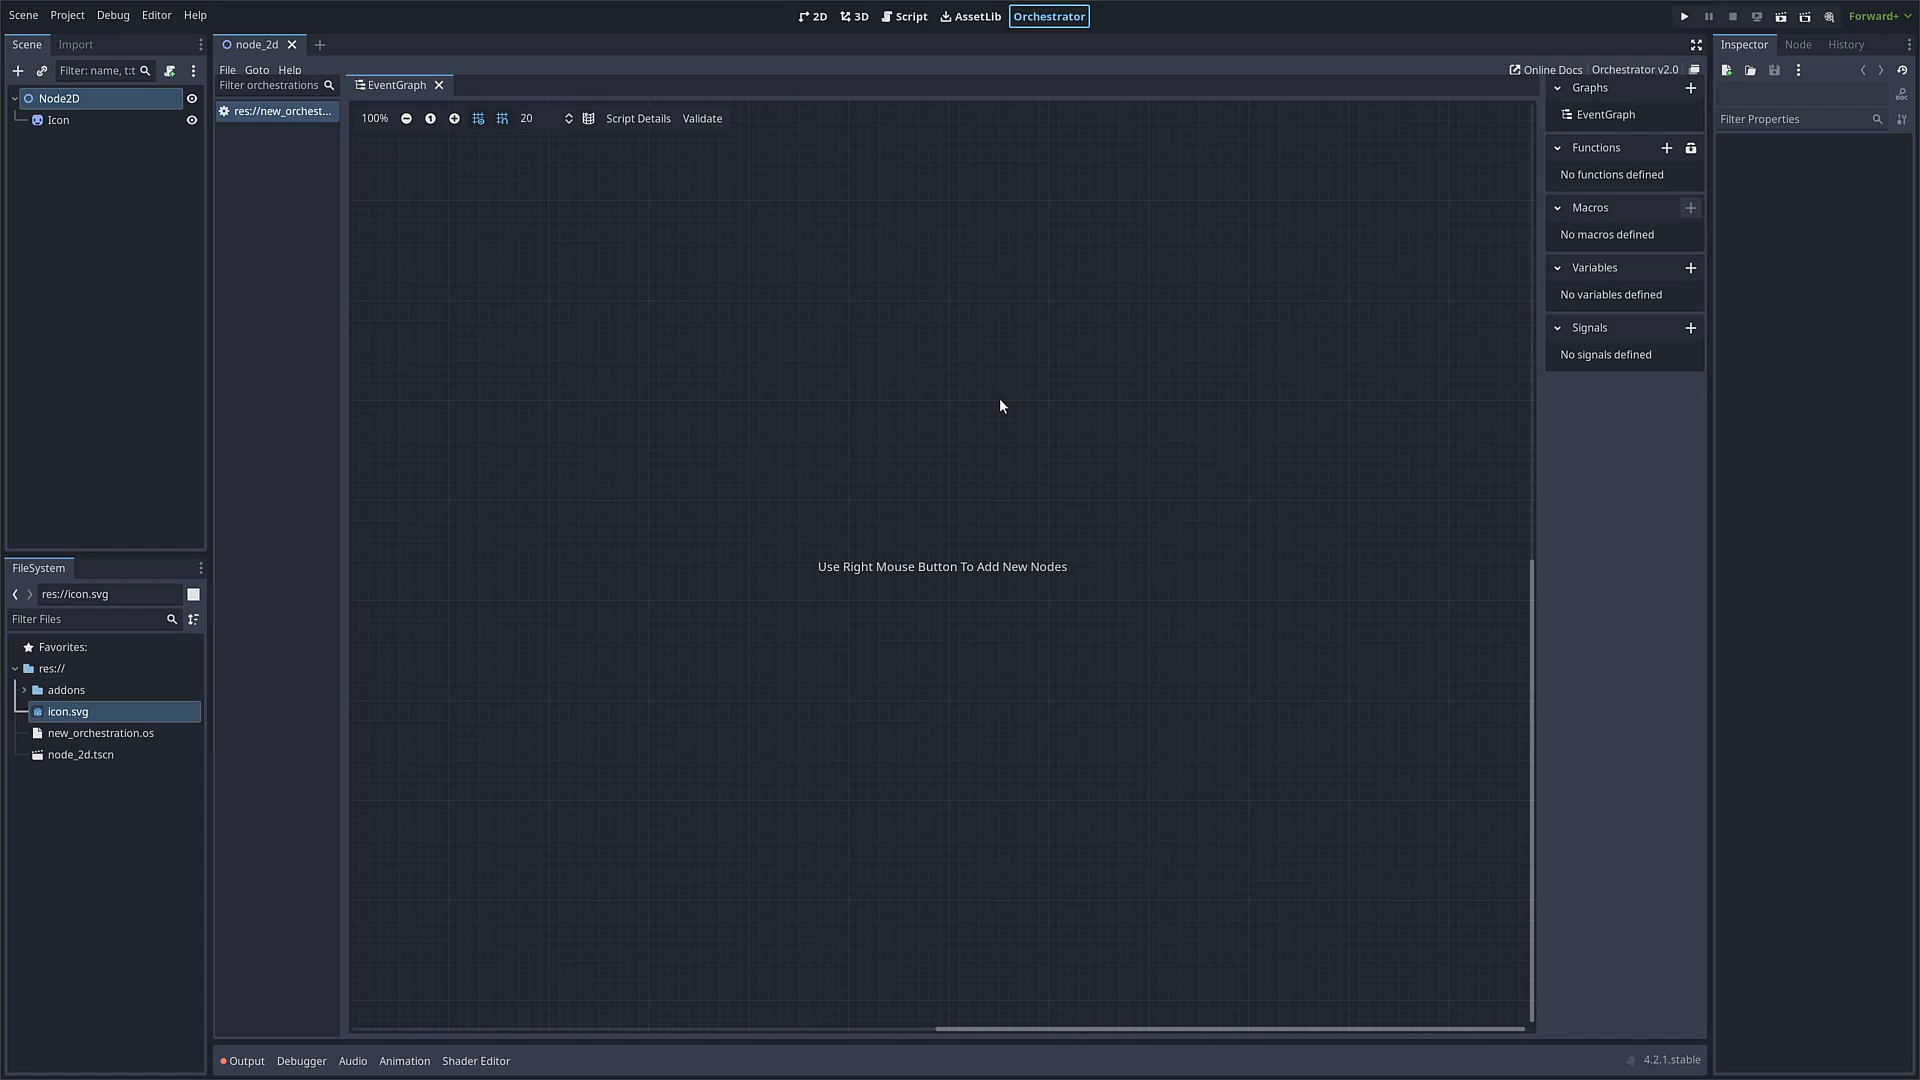 Scene Project Debug Editor Help 2D 3D Script AssetLib Orchestrator Forward+
Scene Import
Filter: name, t:t
Node2D
Icon
FileSystem
res://icon.svg
Filter Files
Favorites:
res://
addons
icon.svg
new_orchestration.os
node_2d.tscn
node_2d
File Goto Help Online Docs Orchestrator v2.0
Filter orchestrations EventGraph
res://new_orchest...
100% 20 Script Details Validate
Use Right Mouse Button To Add New Nodes
Graphs
EventGraph
Functions
No functions defined
Macros
No macros defined
Variables
No variables defined
Signals
No signals defined
Output Debugger Audio Animation Shader Editor 4.2.1.stable
Inspector Node History
Filter Properties